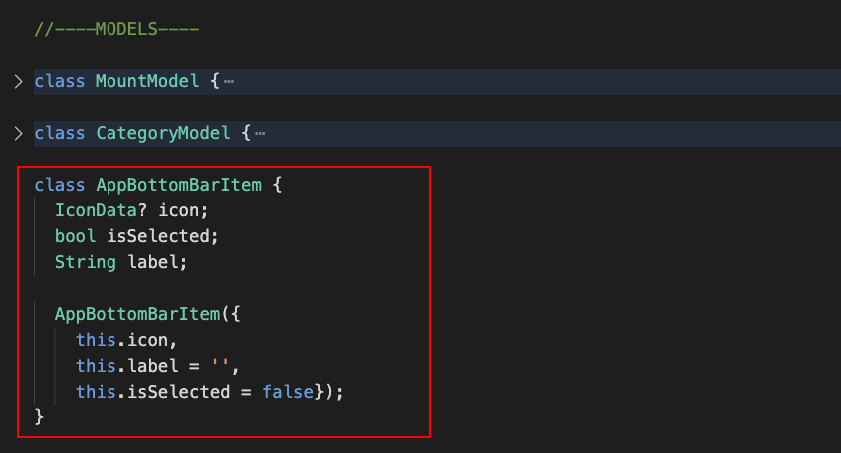 //----MODELS----
class MountModel {⋯
class CategoryModel {⋯
class AppBottomBarItem {
IconData? icon;
bool isSelected;
String label;
AppBottomBarItem({
this.icon,
this.label = '',
this.isSelected = false});
}